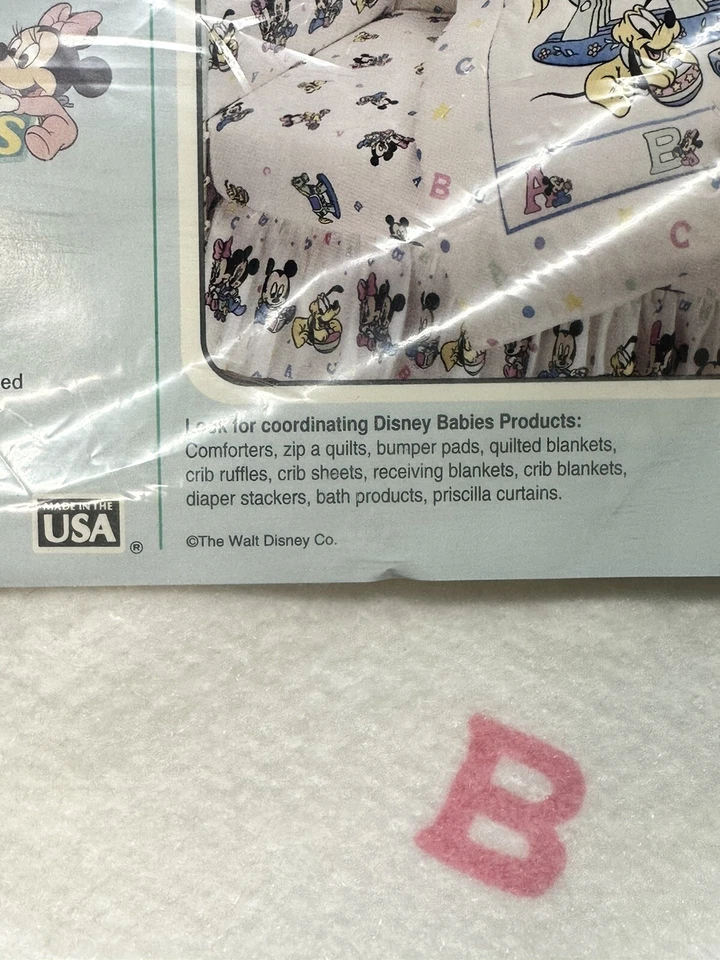 S
B
B
A
C
C
ed
Look for coordinating Disney Babies Products:
Comforters, zip a quilts, bumper pads, quilted blankets,
crib ruffles, crib sheets, receiving blankets, crib blankets,
diaper stackers, bath products, priscilla curtains.
MADE IN THE
USA ®
©The Walt Disney Co.
B